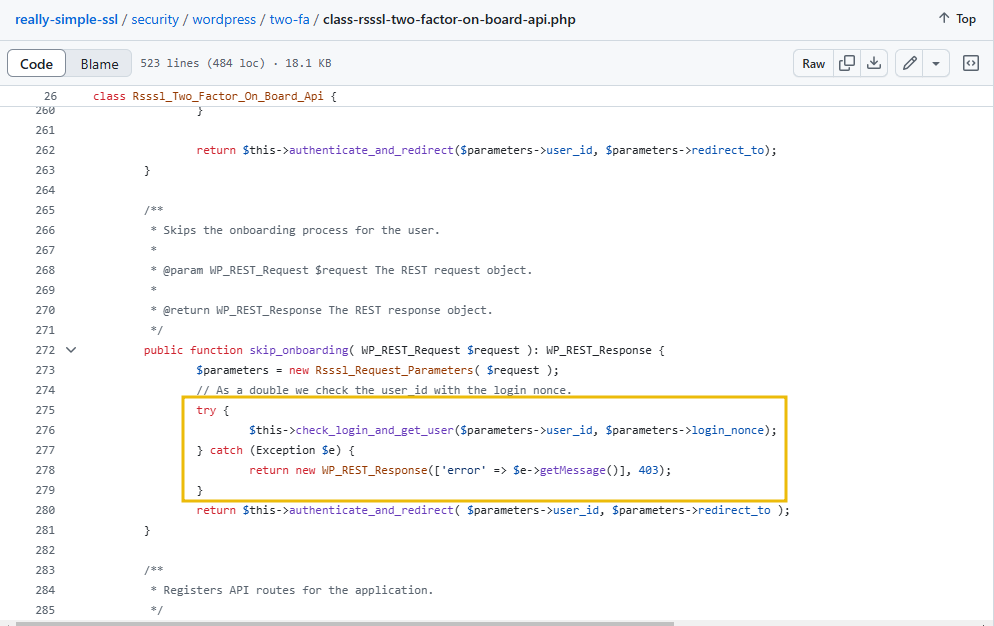 really-simple-ssl / security / wordpress / two-fa / class-rsssl-two-factor-on-board-api.php
Top
Code Blame 523 lines (484 loc) · 18.1 KB Raw
26 class Rsssl_Two_Factor_On_Board_Api {
260 }
261
262 return $this->authenticate_and_redirect($parameters->user_id, $parameters->redirect_to);
263 }
264
265 /**
266 * Skips the onboarding process for the user.
267 *
268 * @param WP_REST_Request $request The REST request object.
269 *
270 * @return WP_REST_Response The REST response object.
271 */
272 public function skip_onboarding( WP_REST_Request $request ): WP_REST_Response {
273 $parameters = new Rsssl_Request_Parameters( $request );
274 // As a double we check the user_id with the login nonce.
275 try {
276 $this->check_login_and_get_user($parameters->user_id, $parameters->login_nonce);
277 } catch (Exception $e) {
278 return new WP_REST_Response(['error' => $e->getMessage()], 403);
279 }
280 return $this->authenticate_and_redirect( $parameters->user_id, $parameters->redirect_to );
281 }
282
283 /**
284 * Registers API routes for the application.
285 */